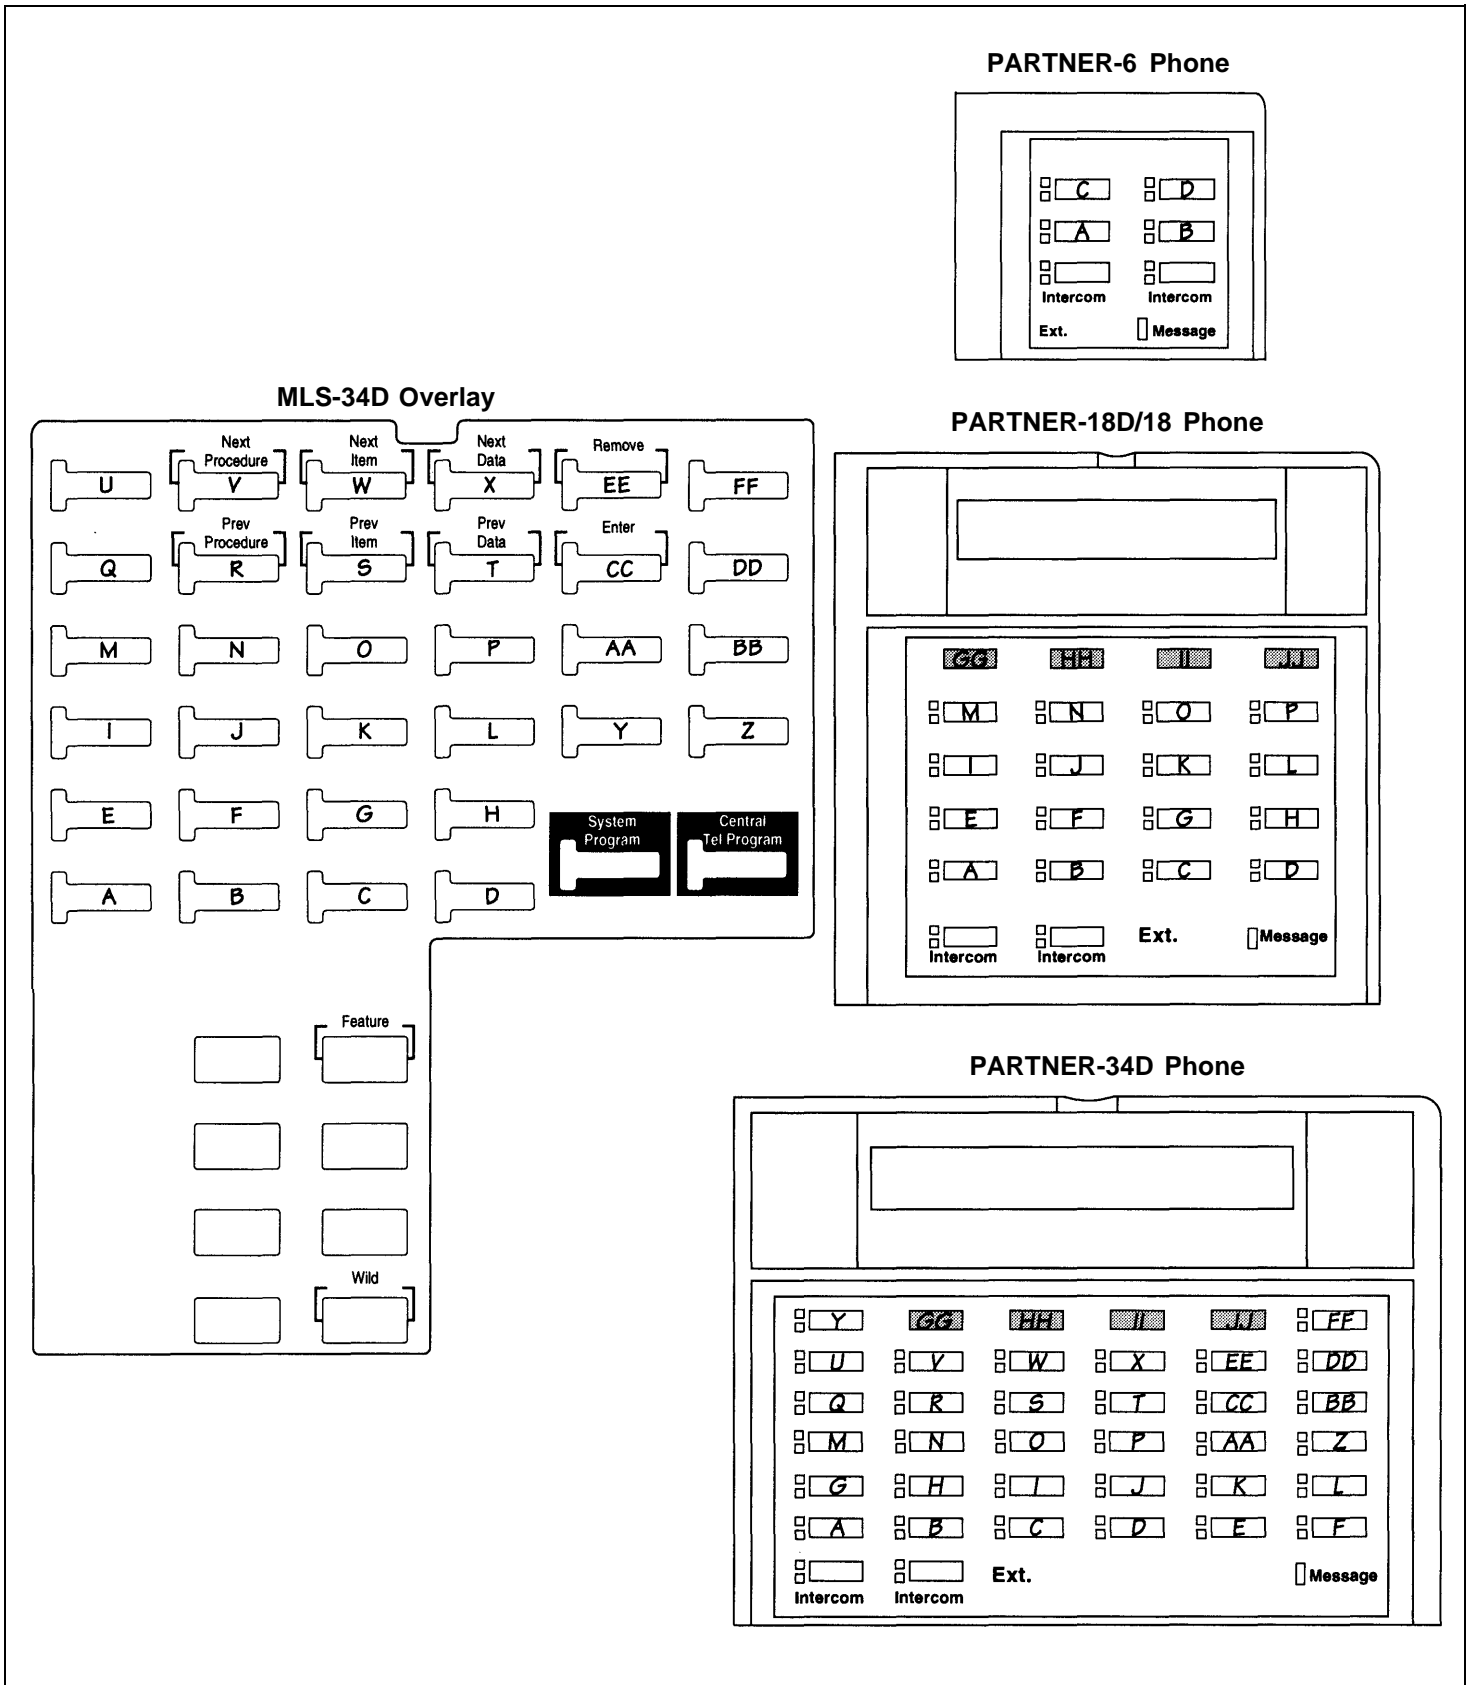 PARTNER-6 Phone
C D
A B
Intercom Intercom
Ext. Message
MLS-34D Overlay
Next Procedure Next Item Next Data Remove
U V W X EE FF
Prev Procedure Prev Item Prev Data Enter
Q R S T CC DD
M N O P AA BB
I J K L Y Z
E F G H
System Program Central Tel Program
A B C D
Feature
Wild
PARTNER-18D/18 Phone
GG HH II JJ
M N O P
I J K L
E F G H
A B C D
Ext. Message
Intercom Intercom
PARTNER-34D Phone
Y GG HH II JJ FF
U V W X EE DD
Q R S T CC BB
M N O P AA Z
G H I J K L
A B C D E F
Ext. Message
Intercom Intercom